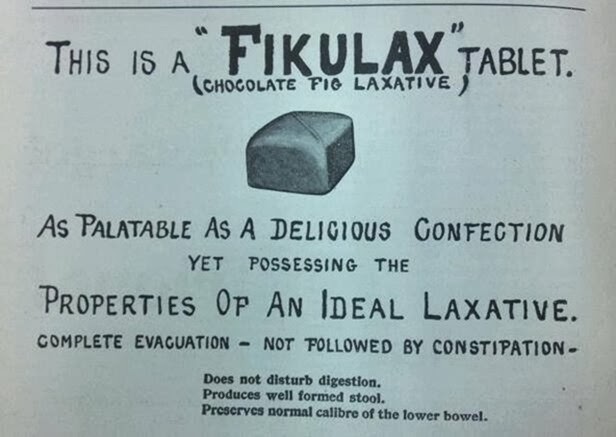 THIS IS A "FIKULAX" TABLET.
(CHOCOLATE FIG LAXATIVE)
AS PALATABLE AS A DELICIOUS CONFECTION
YET POSSESSING THE
PROPERTIES OF AN IDEAL LAXATIVE.
COMPLETE EVACUATION - NOT FOLLOWED BY CONSTIPATION-
Does not disturb digestion.
Produces well formed stool.
Preserves normal calibre of the lower bowel.